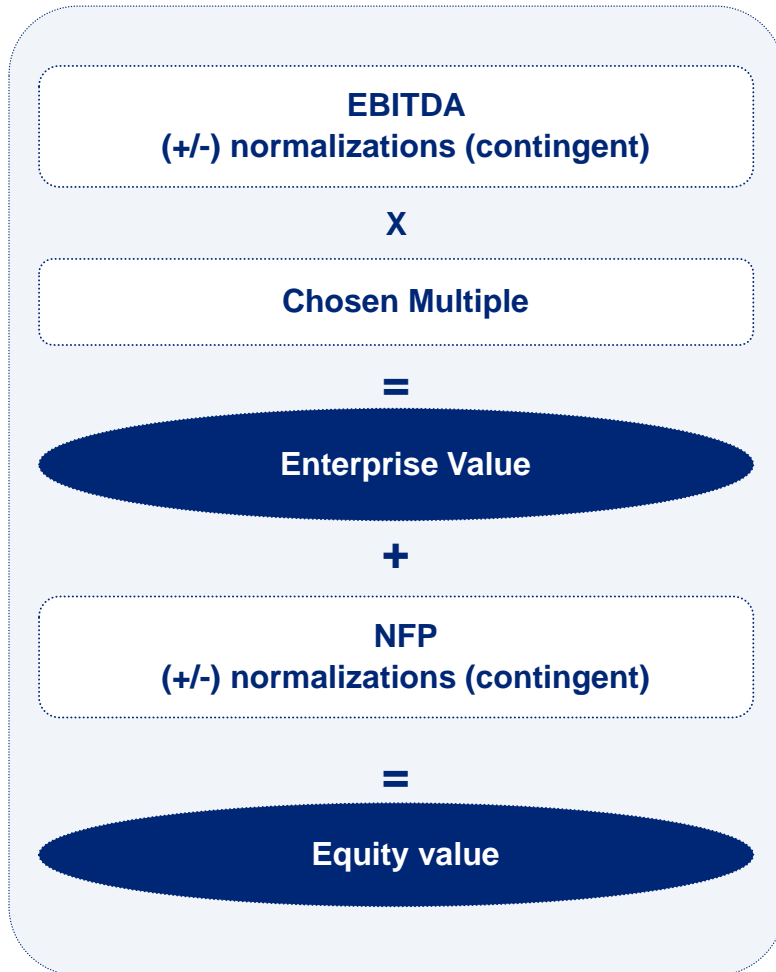 EBITDA
(+/-) normalizations (contingent)
X
Chosen Multiple
=
Enterprise Value
+
NFP
(+/-) normalizations (contingent)
=
Equity value